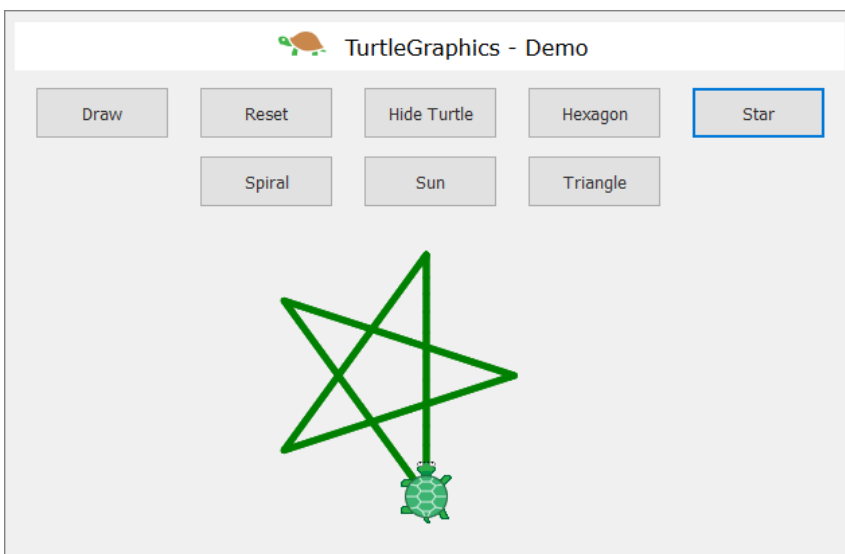 TurtleGraphics - Demo
Draw Reset Hide Turtle Hexagon Star
Spiral Sun Triangle